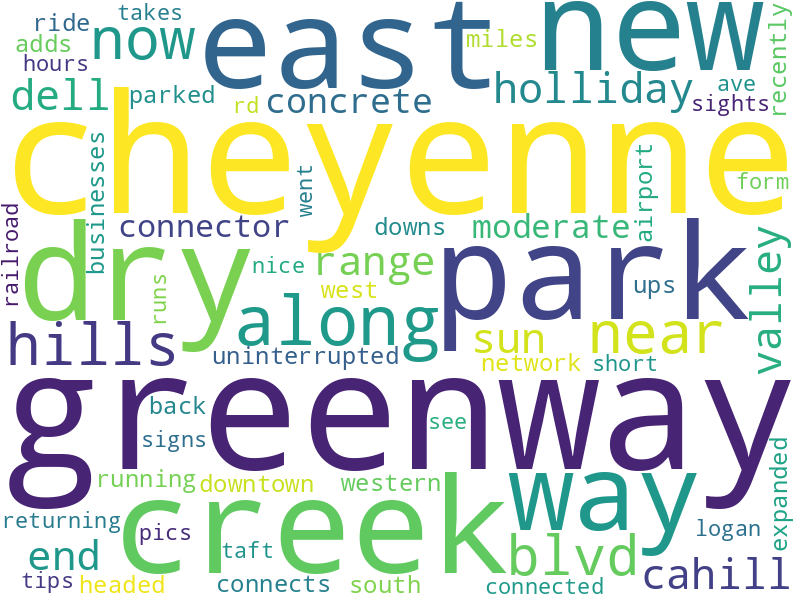 takes
ride
adds
hours
now
east
miles
new
recently
dell
parked
rd
concrete
holliday
ave
sights
cheyenne
form
businesses
went
airport
railroad
connector
downs
moderate
dry
park
valley
runs
nice
range
west
ups
hills
along
sun
near
uninterrupted
network
short
greenway
back
signs
see
running
downtown
western
creek
way
expanded
returning
pics
taft
logan
end
blvd
tips
headed
connects
south
connected
cahill